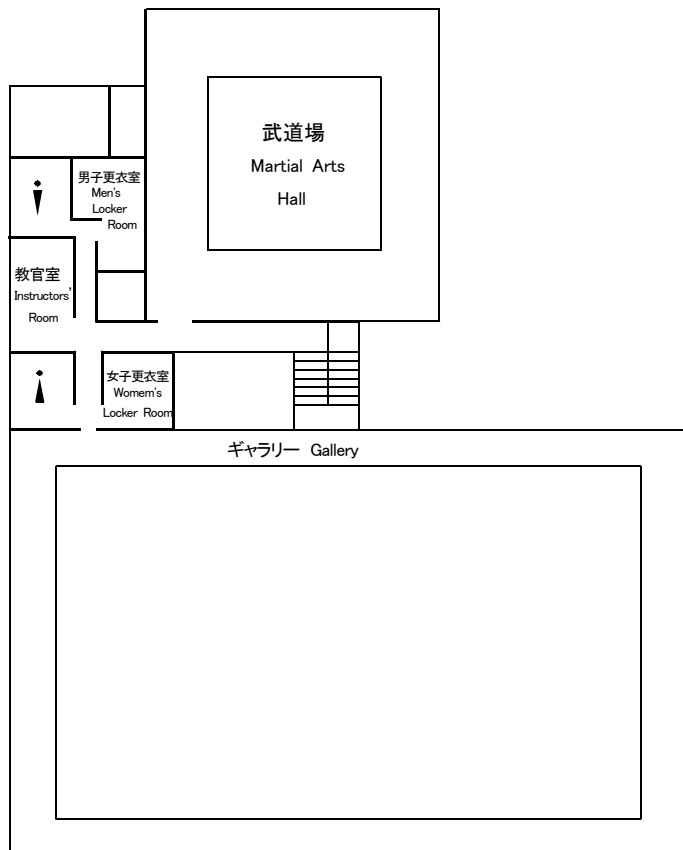 武道場
Martial Arts
Hall
男子更衣室
Men's
Locker
Room
教官室
Instructors'
Room
女子更衣室
Womem's
Locker Room
ギャラリー Gallery